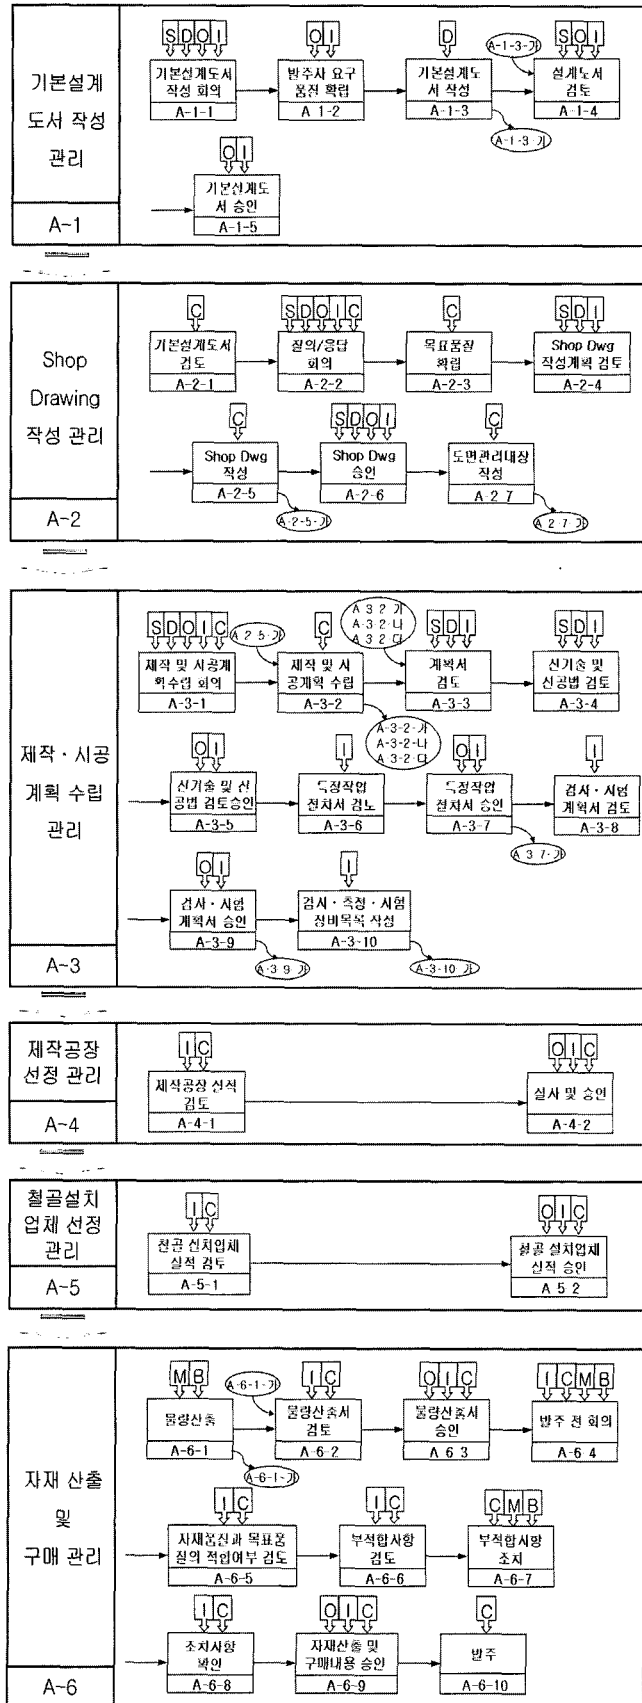 기본설계
도서 작성
관리
A-1
S D O I
기본설계도서
작성 회의
A-1-1
O I
발주자 요구
품질 확립
A-1-2
D
기본설계도
서 작성
A-1-3
A-1-3-가
A-1-3-가
S O I
설계도서
검토
A-1-4
O I
기본설계도
서 승인
A-1-5
Shop
Drawing
작성 관리
A-2
C
기본설계도서
검토
A-2-1
S D O I C
질의/응답
회의
A-2-2
C
목표품질
확립
A-2-3
S D I
Shop Dwg
작성계획 검토
A-2-4
C
Shop Dwg
작성
A-2-5
A-2-5-가
S D O I
Shop Dwg
승인
A-2-6
C
도면관리대장
작성
A-2-7
A-2-7-가
제작·시공
계획 수립
관리
A-3
S D O I C
제작 및 시공계
획수립 회의
A-3-1
A-2-5-가
C
제작 및 시
공계획 수립
A-3-2
A-3-2-가
A-3-2-나
A-3-2-다
A-3-2-가
A-3-2-나
A-3-2-다
S D I
계획서
검토
A-3-3
S D I
신기술 및
신공법 검토
A-3-4
O I
신기술 및 신
공법 검토승인
A-3-5
I
특정작업
절차서 검토
A-3-6
O I
특정작업
절차서 승인
A-3-7
A-3-7-가
I
검사·시험
계획서 검토
A-3-8
O I
검사·시험
계획서 승인
A-3-9
A-3-9-가
I
검사·측정·시험
장비목록 작성
A-3-10
A-3-10-가
제작공장
선정 관리
A-4
I C
제작공장 실적
검토
A-4-1
O I C
실사 및 승인
A-4-2
철골설치
업체 선정
관리
A-5
I C
철골 설치업체
실적 검토
A-5-1
O I C
철골 설치업체
실적 승인
A-5-2
자재 산출
및
구매 관리
A-6
M B
물량산출
A-6-1
A-6-1-가
A-6-1-가
I C
물량산출서
검토
A-6-2
O I C
물량산출서
승인
A-6-3
I C M B
발주 전 회의
A-6-4
I C
자재품질과 목표품
질의 적합여부 검토
A-6-5
I C
부적합사항
검토
A-6-6
C M B
부적합사항
조치
A-6-7
I C
조치사항
확인
A-6-8
O I C
자재산출 및
구매내용 승인
A-6-9
C
발주
A-6-10